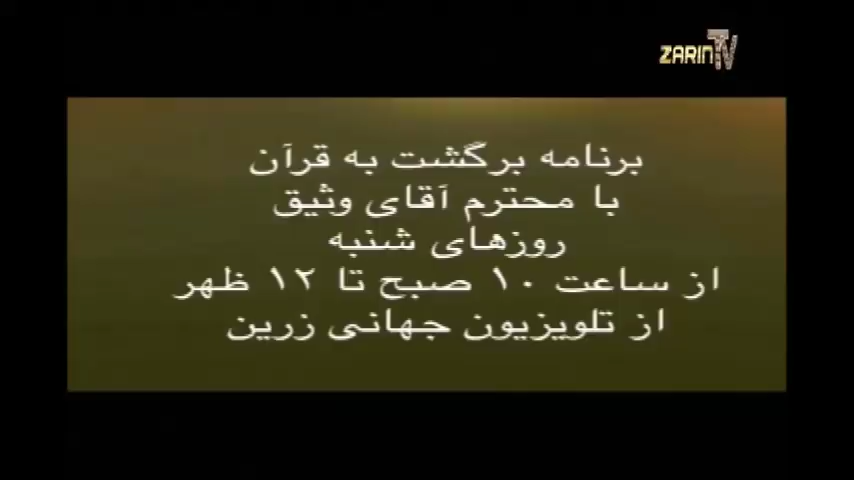 ZARIN TV
برنامه برگشت به قرآن
با محترم آقای وثیق
روزهای شنبه
از ساعت ۱۰ صبح تا ۱۲ ظهر
از تلویزیون جهانی زرین